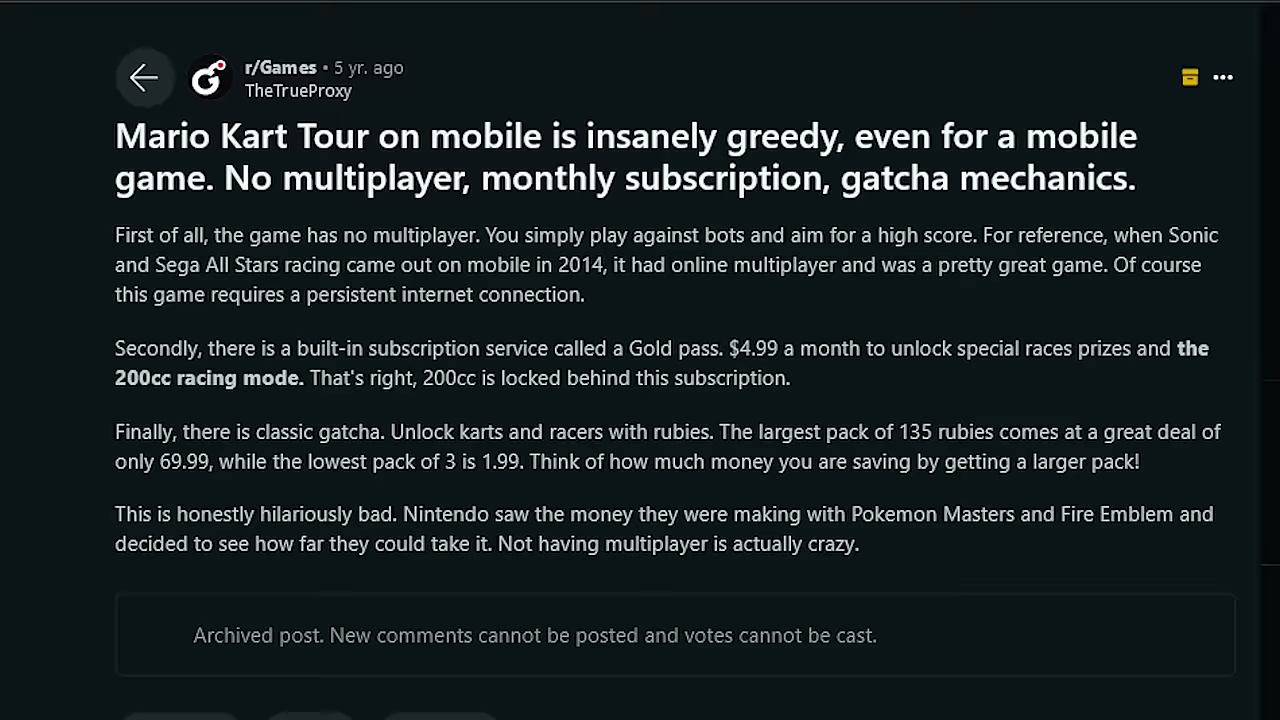 r/Games • 5 yr. ago
TheTrueProxy
Mario Kart Tour on mobile is insanely greedy, even for a mobile
game. No multiplayer, monthly subscription, gatcha mechanics.
First of all, the game has no multiplayer. You simply play against bots and aim for a high score. For reference, when Sonic
and Sega All Stars racing came out on mobile in 2014, it had online multiplayer and was a pretty great game. Of course
this game requires a persistent internet connection.
Secondly, there is a built-in subscription service called a Gold pass. $4.99 a month to unlock special races prizes and the
200cc racing mode. That's right, 200cc is locked behind this subscription.
Finally, there is classic gatcha. Unlock karts and racers with rubies. The largest pack of 135 rubies comes at a great deal of
only 69.99, while the lowest pack of 3 is 1.99. Think of how much money you are saving by getting a larger pack!
This is honestly hilariously bad. Nintendo saw the money they were making with Pokemon Masters and Fire Emblem and
decided to see how far they could take it. Not having multiplayer is actually crazy.
Archived post. New comments cannot be posted and votes cannot be cast.